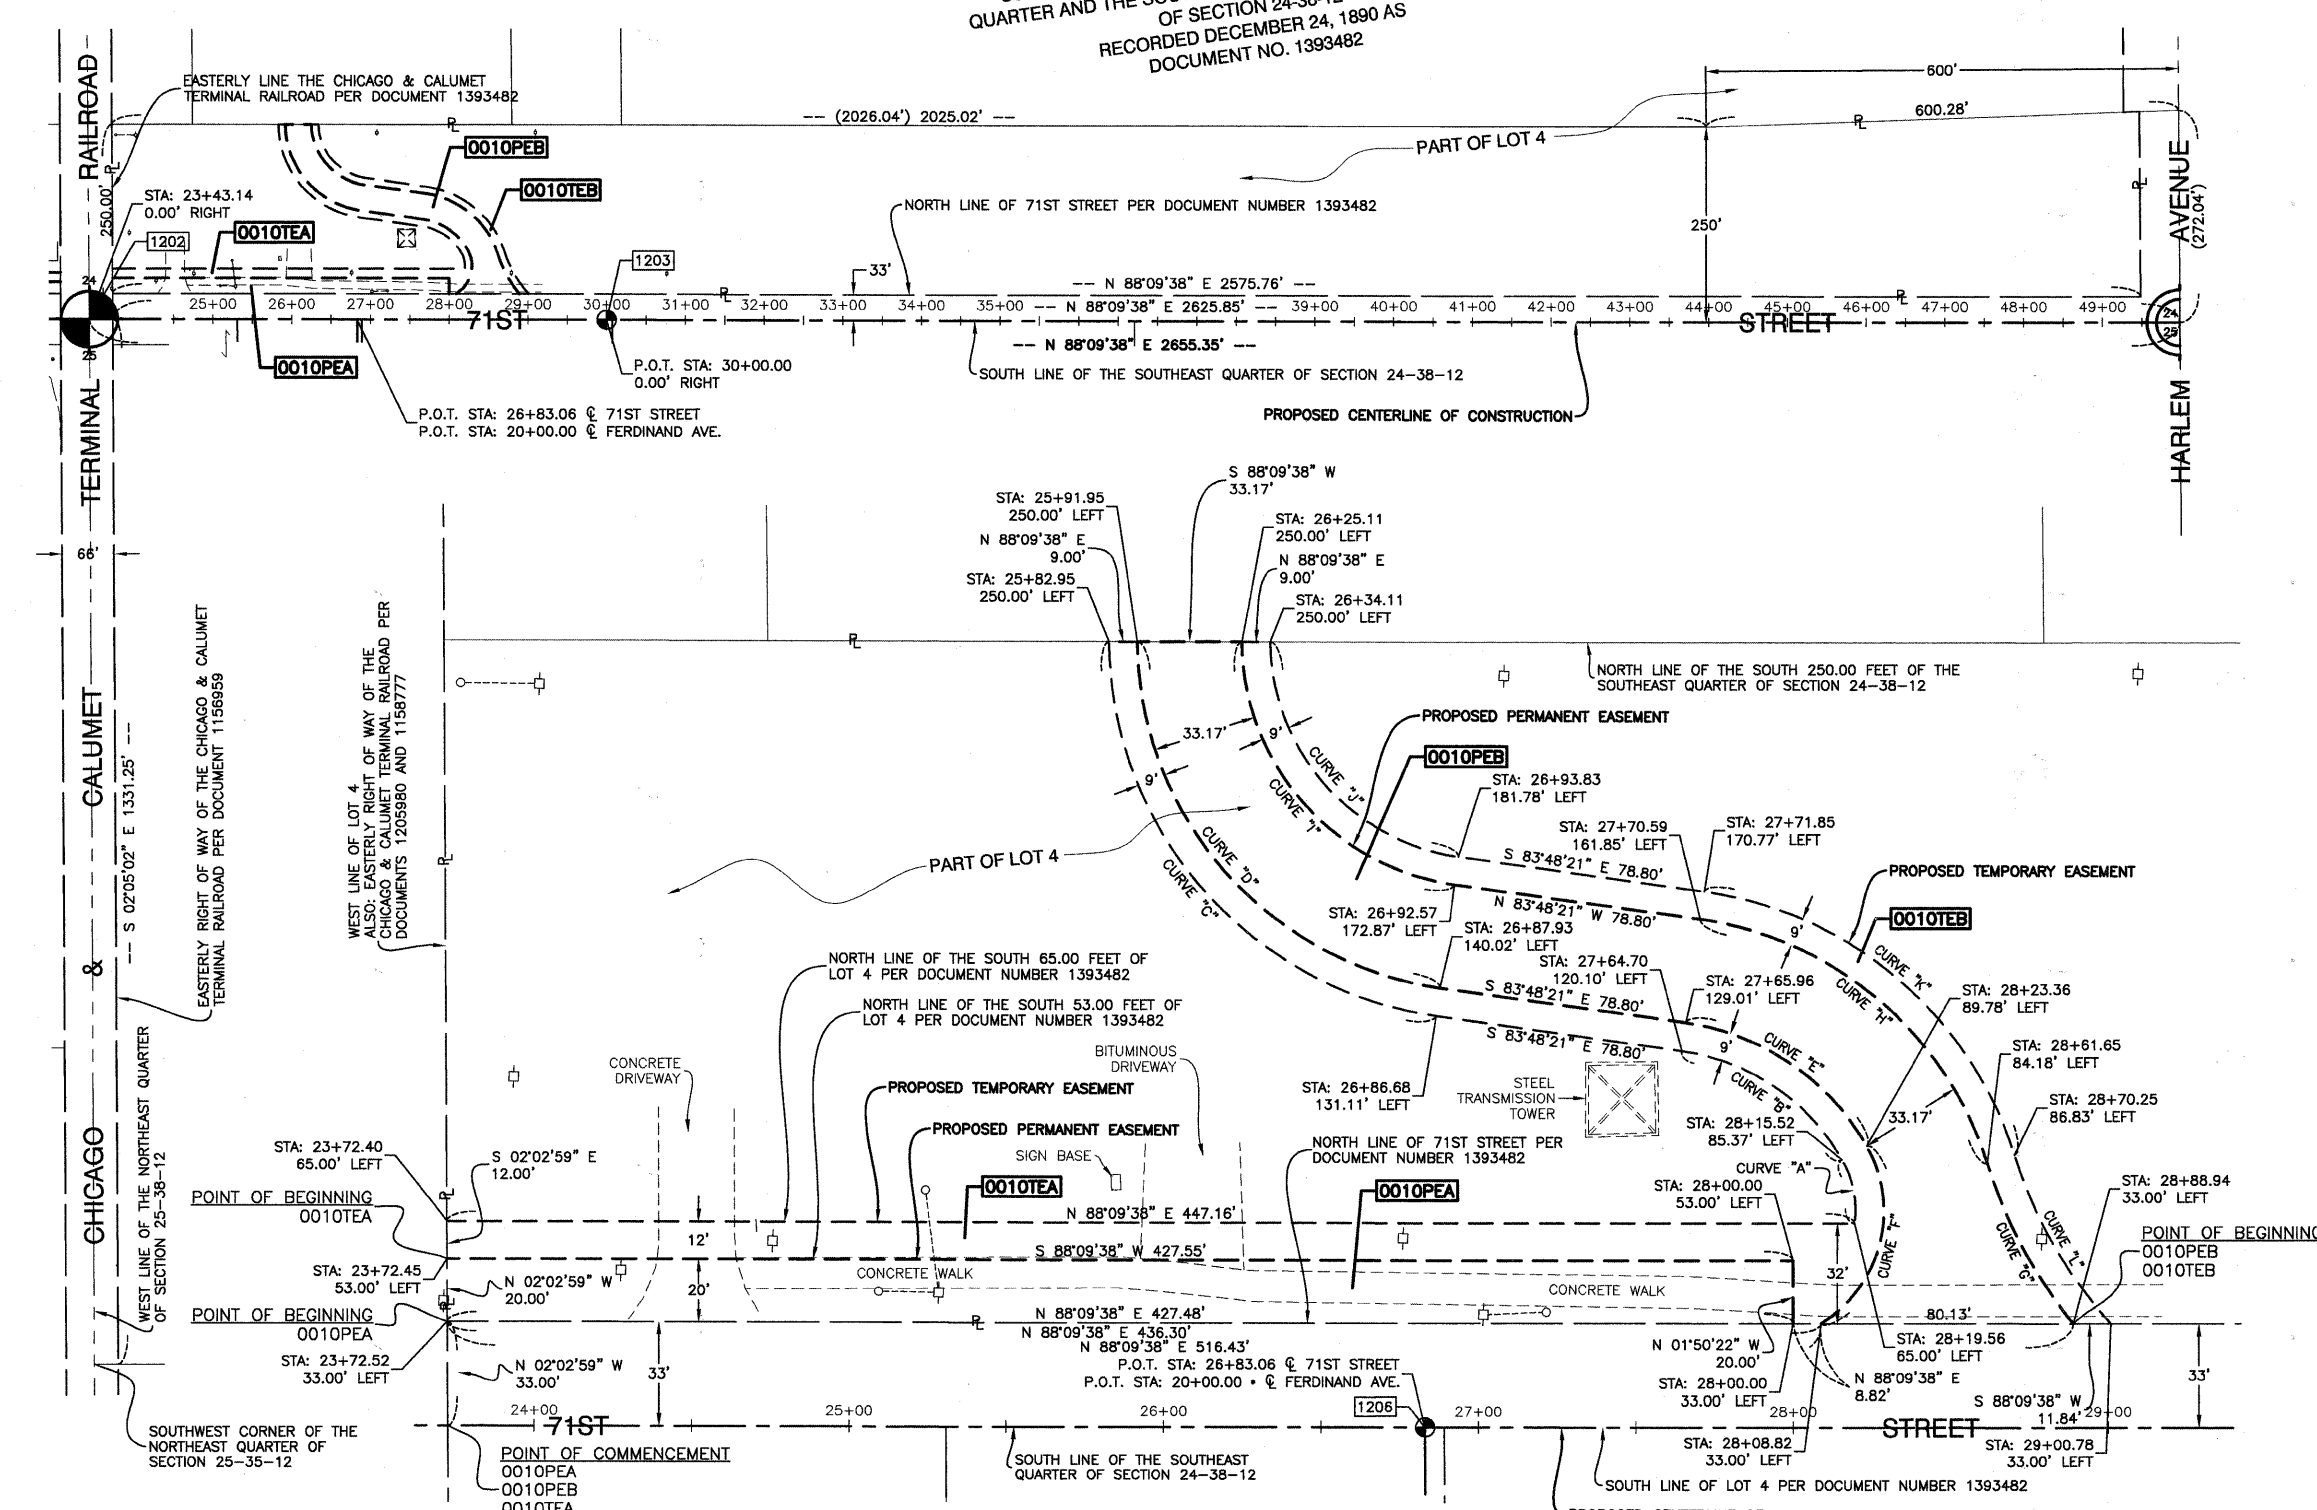 QUARTER AND THE
OF SECTION 24-38-12
RECORDED DECEMBER 24, 1890 AS
DOCUMENT NO. 1393482
RAILROAD
EASTERLY LINE THE CHICAGO & CALUMET
TERMINAL RAILROAD PER DOCUMENT 1393482
600'
-- (2026.04') 2025.02' --
600.28'
0010PEB
PART OF LOT 4
AVENUE
(272.04')
250.00'
STA: 23+43.14
0.00' RIGHT
0010TEB
NORTH LINE OF 71ST STREET PER DOCUMENT NUMBER 1393482
250'
1202
0010TEA
1203
33'
24
-- N 88°09'38" E 2575.76' --
25+00 26+00 27+00 28+00 29+00 30+00 31+00 32+00 33+00 34+00 35+00
-- N 88°09'38" E 2625.85' --
39+00 40+00 41+00 42+00 43+00 44+00 45+00 46+00 47+00 48+00 49+00
71ST
STREET
24
25
25
-- N 88°09'38" E 2655.35' --
0010PEA
P.O.T. STA: 30+00.00
0.00' RIGHT
SOUTH LINE OF THE SOUTHEAST QUARTER OF SECTION 24-38-12
P.O.T. STA: 26+83.06 ℄ 71ST STREET
P.O.T. STA: 20+00.00 ℄ FERDINAND AVE.
PROPOSED CENTERLINE OF CONSTRUCTION
TERMINAL
HARLEM
S 88°09'38" W
33.17'
STA: 25+91.95
250.00' LEFT
STA: 26+25.11
250.00' LEFT
N 88°09'38" E
9.00'
N 88°09'38" E
9.00'
66'
STA: 25+82.95
250.00' LEFT
STA: 26+34.11
250.00' LEFT
NORTH LINE OF THE SOUTH 250.00 FEET OF THE
SOUTHEAST QUARTER OF SECTION 24-38-12
CALUMET
-- S 02°05'02" E 1331.25' --
EASTERLY RIGHT OF WAY OF THE CHICAGO & CALUMET
TERMINAL RAILROAD PER DOCUMENT 1156959
WEST LINE OF LOT 4
ALSO: EASTERLY RIGHT OF WAY OF THE
CHICAGO & CALUMET TERMINAL RAILROAD PER
DOCUMENTS 1205980 AND 1158777
PROPOSED PERMANENT EASEMENT
33.17'
9'
0010PEB
9'
CURVE "J"
CURVE "I"
STA: 26+93.83
181.78' LEFT
STA: 27+70.59
161.85' LEFT
STA: 27+71.85
170.77' LEFT
CURVE "D"
CURVE "C"
PART OF LOT 4
S 83°48'21" E 78.80'
PROPOSED TEMPORARY EASEMENT
N 83°48'21" W 78.80'
STA: 26+92.57
172.87' LEFT
0010TEB
9'
STA: 26+87.93
140.02' LEFT
STA: 27+64.70
120.10' LEFT
CURVE "K"
NORTH LINE OF THE SOUTH 65.00 FEET OF
LOT 4 PER DOCUMENT NUMBER 1393482
&
S 83°48'21" E 78.80'
STA: 27+65.96
129.01' LEFT
CURVE "H"
STA: 28+23.36
89.78' LEFT
NORTH LINE OF THE SOUTH 53.00 FEET OF
LOT 4 PER DOCUMENT NUMBER 1393482
S 83°48'21" E 78.80'
9'
CURVE "E"
STA: 28+61.65
84.18' LEFT
CONCRETE
DRIVEWAY
BITUMINOUS
DRIVEWAY
PROPOSED TEMPORARY EASEMENT
STA: 26+86.68
131.11' LEFT
STEEL
TRANSMISSION
TOWER
CURVE "B"
STA: 28+70.25
86.83' LEFT
33.17'
PROPOSED PERMANENT EASEMENT
STA: 28+15.52
85.37' LEFT
CHICAGO
WEST LINE OF THE NORTHEAST QUARTER
OF SECTION 25-38-12
STA: 23+72.40
65.00' LEFT
S 02°02'59" E
12.00'
SIGN BASE
NORTH LINE OF 71ST STREET PER
DOCUMENT NUMBER 1393482
CURVE "A"
0010TEA
0010PEA
STA: 28+00.00
53.00' LEFT
STA: 28+88.94
33.00' LEFT
POINT OF BEGINNING
0010TEA
N 88°09'38" E 447.16'
12'
S 88°09'38" W 427.55'
CURVE "F"
CURVE "G"
CURVE "L"
POINT OF BEGINNING
0010PEB
0010TEB
STA: 23+72.45
53.00' LEFT
CONCRETE WALK
N 02°02'59" W
20.00'
20'
CONCRETE WALK
32'
POINT OF BEGINNING
0010PEA
N 88°09'38" E 427.48'
80.13'
N 88°09'38" E 436.30'
N 88°09'38" E 516.43'
STA: 23+72.52
33.00' LEFT
N 02°02'59" W
33.00'
33'
P.O.T. STA: 26+83.06 ℄ 71ST STREET
P.O.T. STA: 20+00.00 • ℄ FERDINAND AVE.
N 01°50'22" W
20.00'
STA: 28+19.56
65.00' LEFT
STA: 28+00.00
33.00' LEFT
N 88°09'38" E
8.82'
33'
S 88°09'38" W
11.84'
1206
24+00 25+00 26+00 27+00 28+00 29+00
71ST
STREET
SOUTHWEST CORNER OF THE
NORTHEAST QUARTER OF
SECTION 25-35-12
POINT OF COMMENCEMENT
0010PEA
0010PEB
0010TEA
SOUTH LINE OF THE SOUTHEAST
QUARTER OF SECTION 24-38-12
STA: 28+08.82
33.00' LEFT
STA: 29+00.78
33.00' LEFT
SOUTH LINE OF LOT 4 PER DOCUMENT NUMBER 1393482